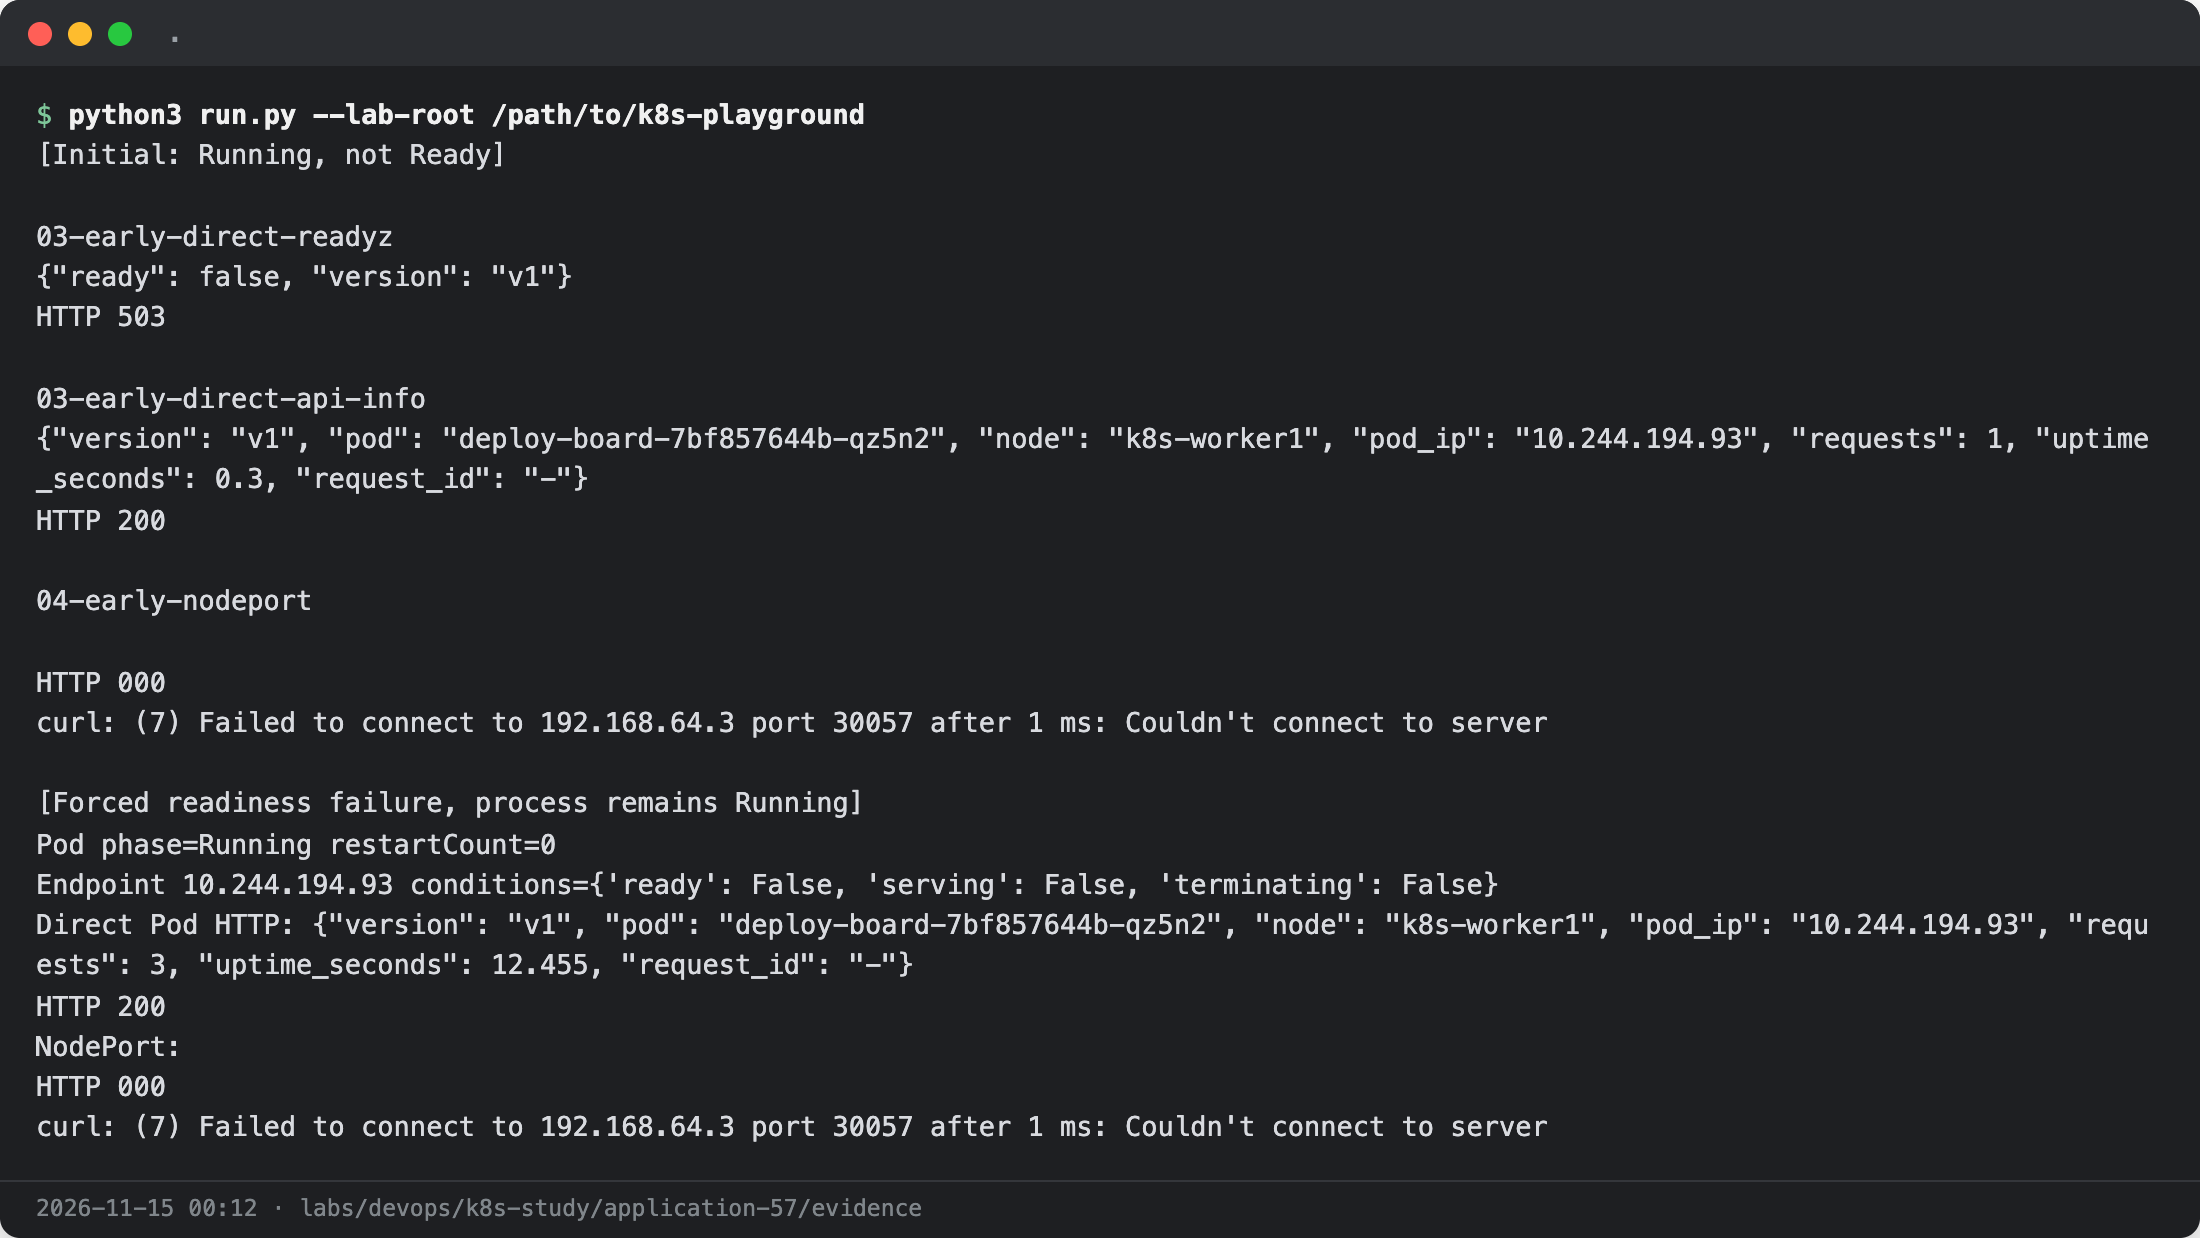 .
$ python3 run.py --lab-root /path/to/k8s-playground
[Initial: Running, not Ready]
03-early-direct-readyz
{"ready": false, "version": "v1"}
HTTP 503
03-early-direct-api-info
{"version": "v1", "pod": "deploy-board-7bf857644b-qz5n2", "node": "k8s-worker1", "pod_ip": "10.244.194.93", "requests": 1, "uptime
_seconds": 0.3, "request_id": "-"}
HTTP 200
04-early-nodeport
HTTP 000
curl: (7) Failed to connect to 192.168.64.3 port 30057 after 1 ms: Couldn't connect to server
[Forced readiness failure, process remains Running]
Pod phase=Running restartCount=0
Endpoint 10.244.194.93 conditions={'ready': False, 'serving': False, 'terminating': False}
Direct Pod HTTP: {"version": "v1", "pod": "deploy-board-7bf857644b-qz5n2", "node": "k8s-worker1", "pod_ip": "10.244.194.93", "requ
ests": 3, "uptime_seconds": 12.455, "request_id": "-"}
HTTP 200
NodePort:
HTTP 000
curl: (7) Failed to connect to 192.168.64.3 port 30057 after 1 ms: Couldn't connect to server
2026-11-15 00:12 · labs/devops/k8s-study/application-57/evidence